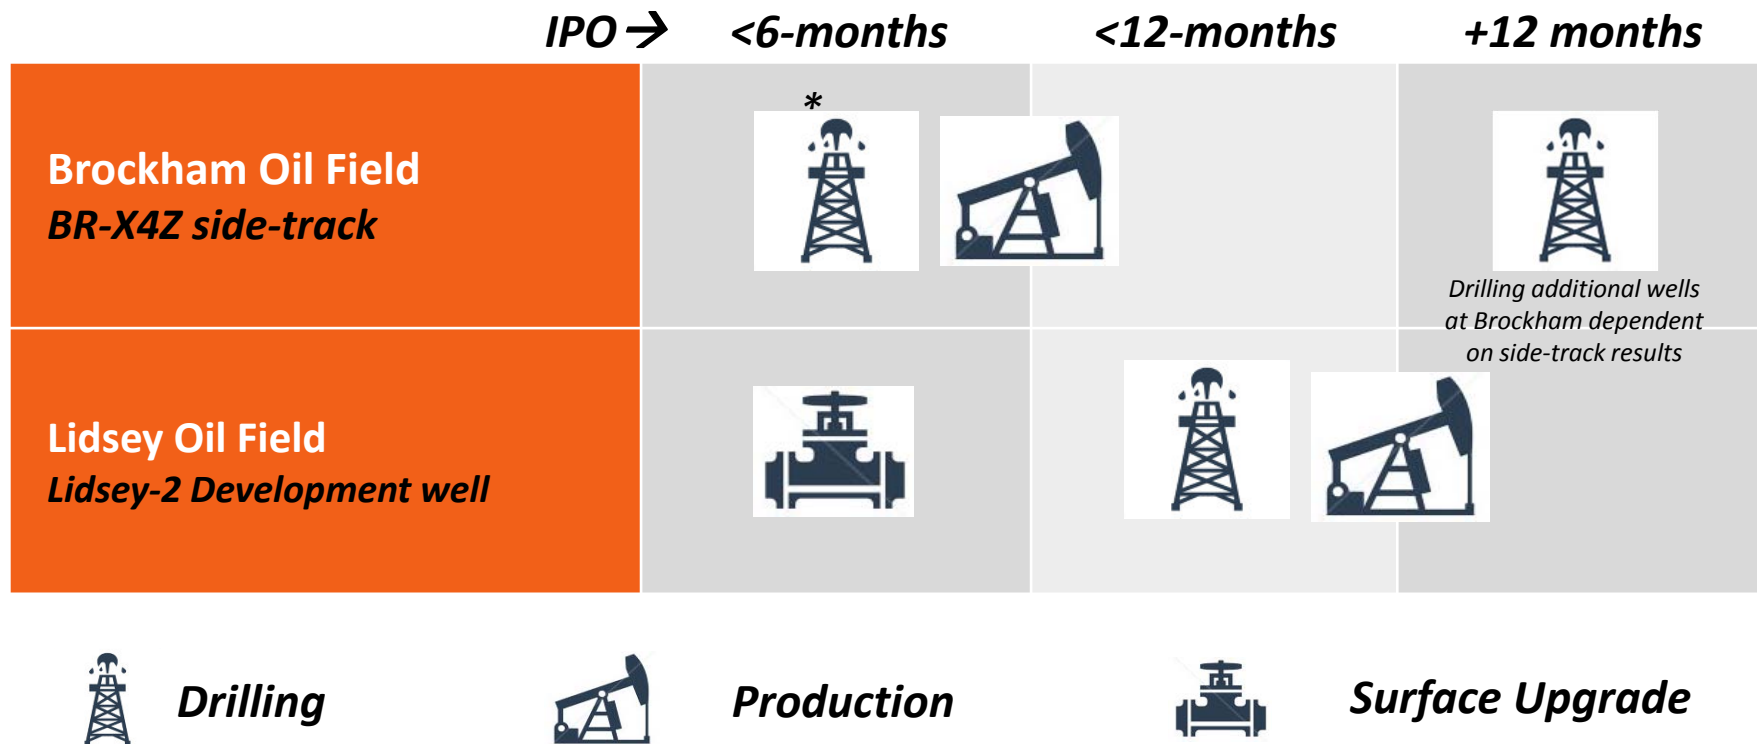 IPO → <6-months <12-months +12 months
*
Brockham Oil Field
BR-X4Z side-track
Drilling additional wells
at Brockham dependent
on side-track results
Lidsey Oil Field
Lidsey-2 Development well
Drilling
Production
Surface Upgrade